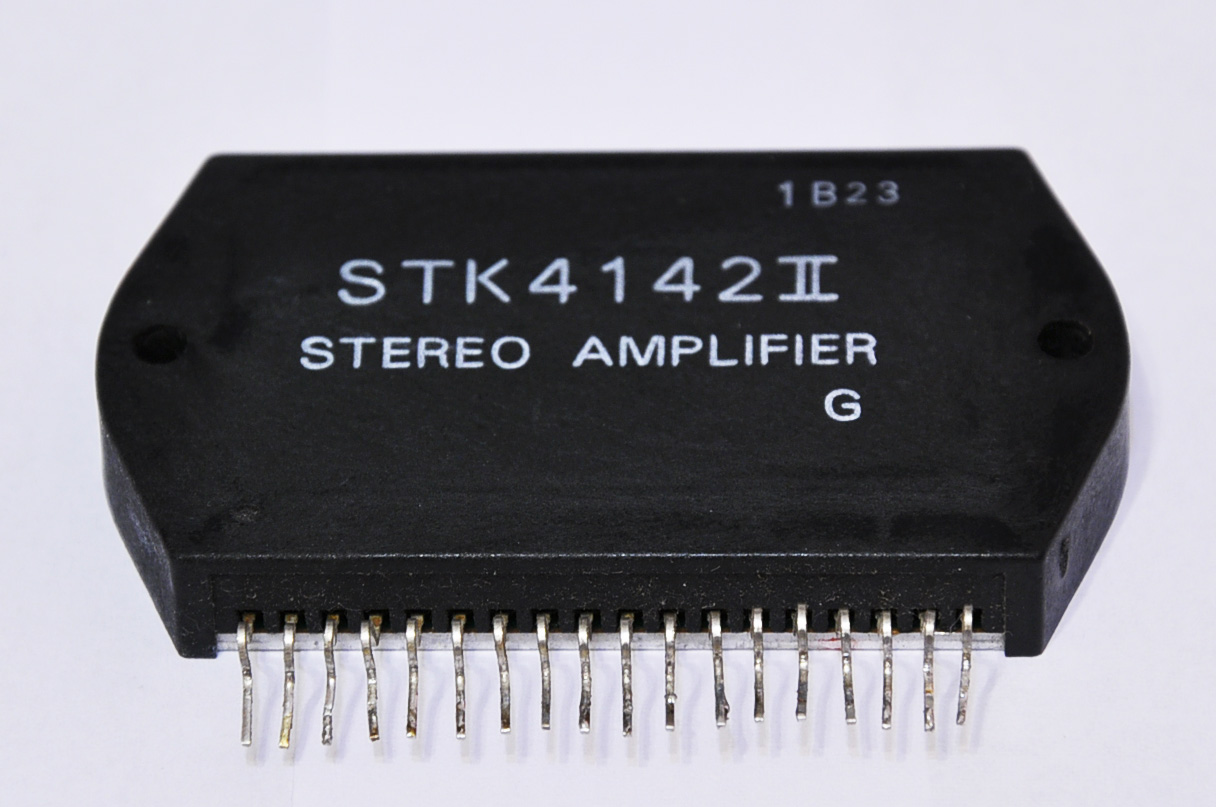 1B23
STK4142II
STEREO AMPLIFIER
G